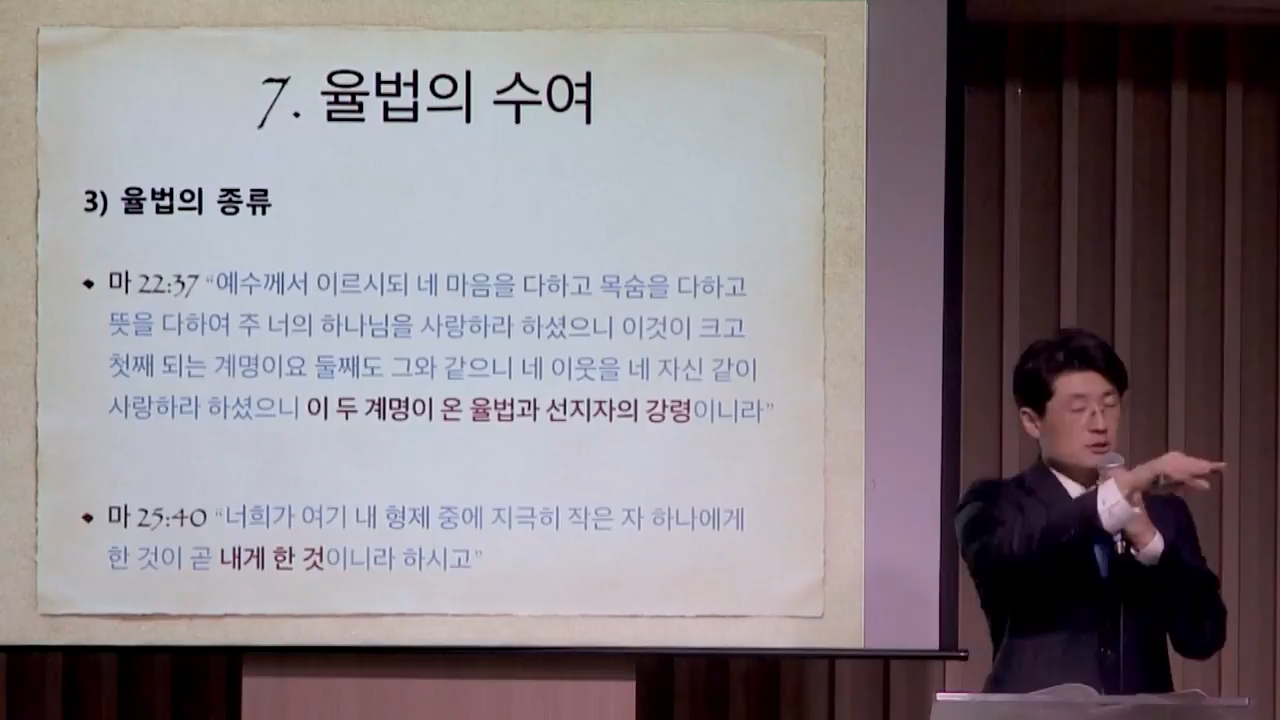 7. 율법의 수여
3) 율법의 종류
◆ 마 22:37 “예수께서 이르시되 네 마음을 다하고 목숨을 다하고
뜻을 다하여 주 너의 하나님을 사랑하라 하셨으니 이것이 크고
첫째 되는 계명이요 둘째도 그와 같으니 네 이웃을 네 자신 같이
사랑하라 하셨으니 이 두 계명이 온 율법과 선지자의 강령이니라”
◆ 마 25:40 “너희가 여기 내 형제 중에 지극히 작은 자 하나에게
한 것이 곧 내게 한 것이니라 하시고”